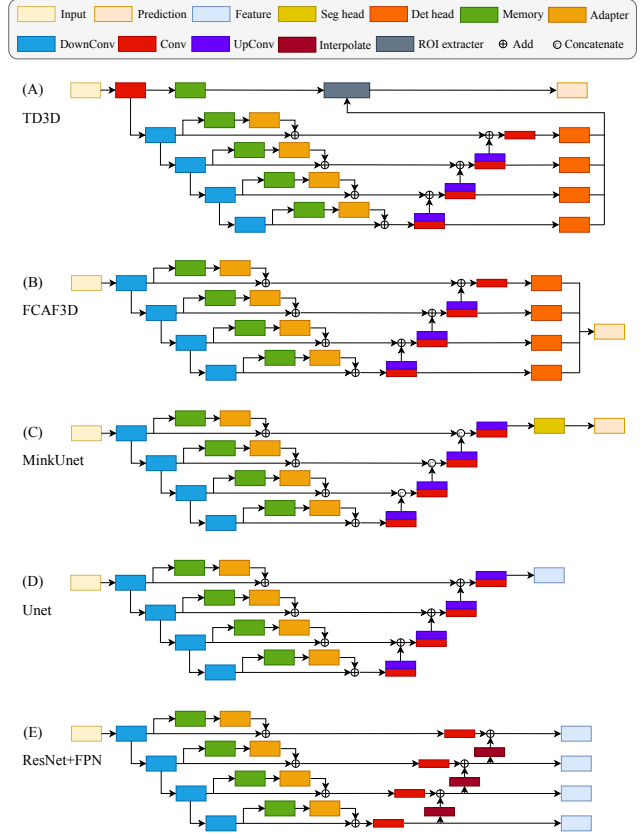 Input Prediction Feature Seg head Det head Memory Adapter
DownConv Conv UpConv Interpolate ROI extracter + Add C Concatenate
(A)
TD3D
(B)
FCAF3D
(C)
MinkUnet
C
C
C
(D)
Unet
(E)
ResNet+FPN